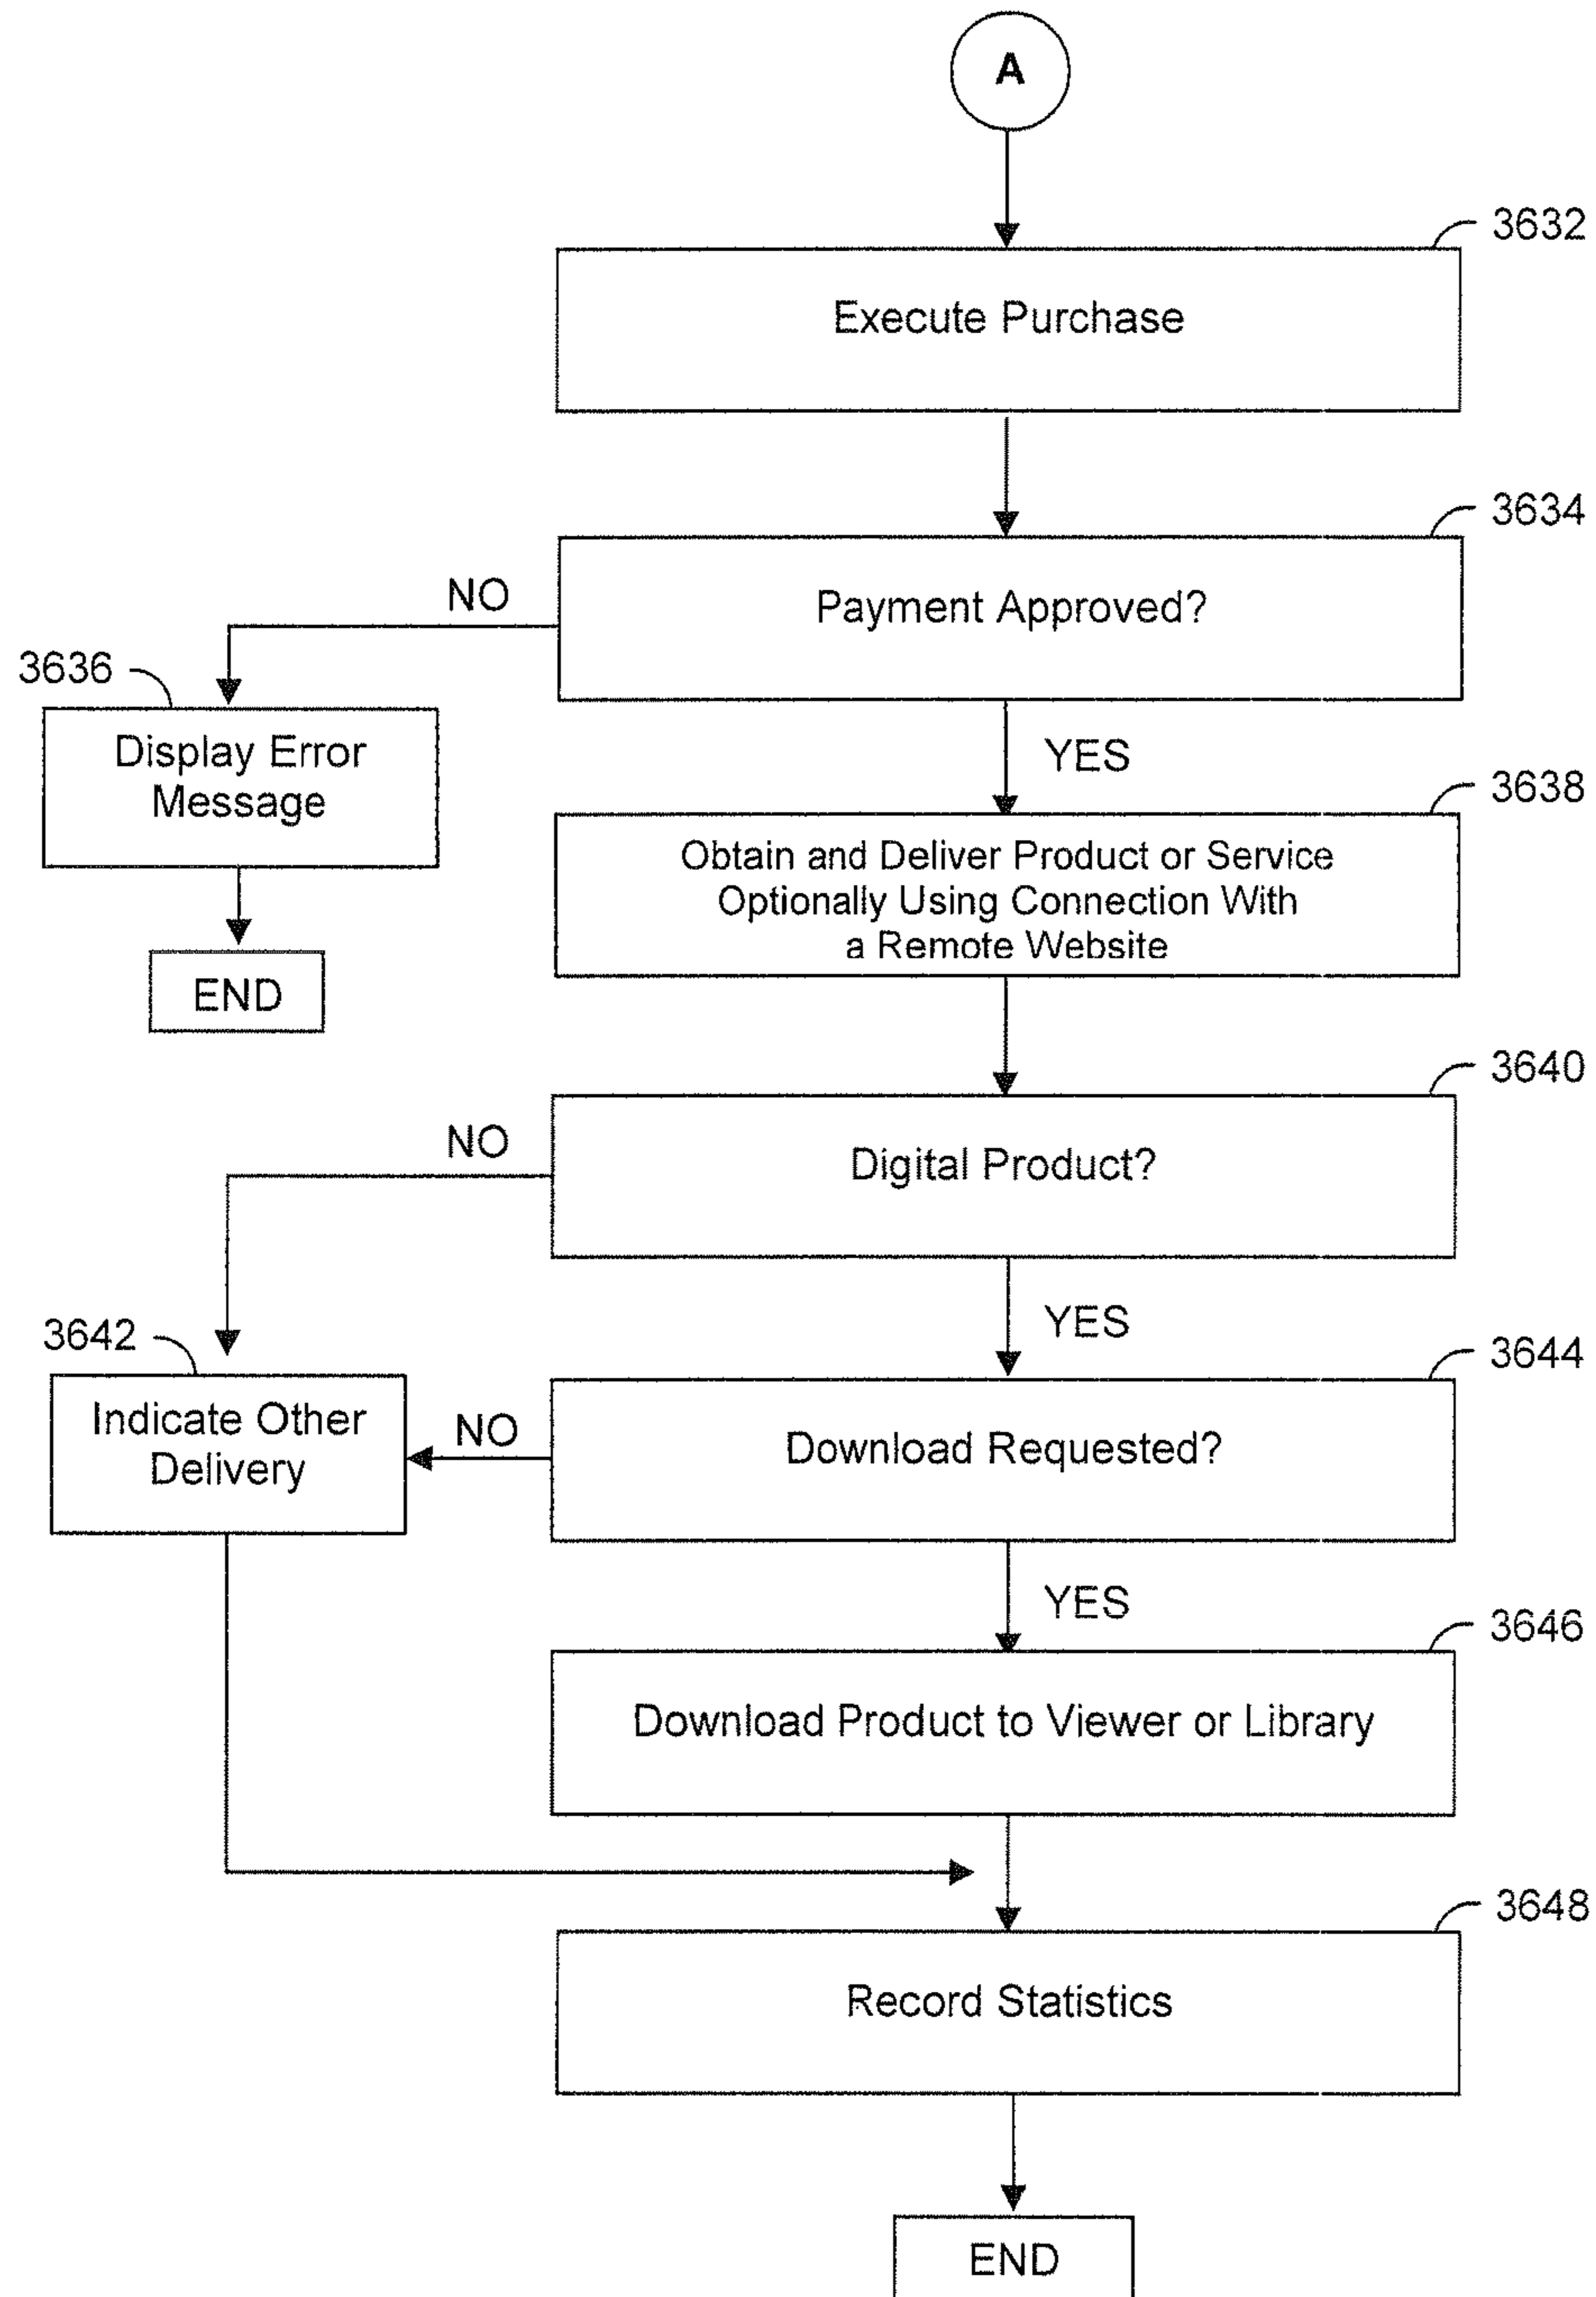 A
3632
Execute Purchase
3634
NO
Payment Approved?
3636
Display Error
Message
YES
3638
Obtain and Deliver Product or Service
Optionally Using Connection With
a Remote Website
END
3640
NO
Digital Product?
3642
YES
3644
Indicate Other
Delivery
NO
Download Requested?
YES
3646
Download Product to Viewer or Library
3648
Record Statistics
END